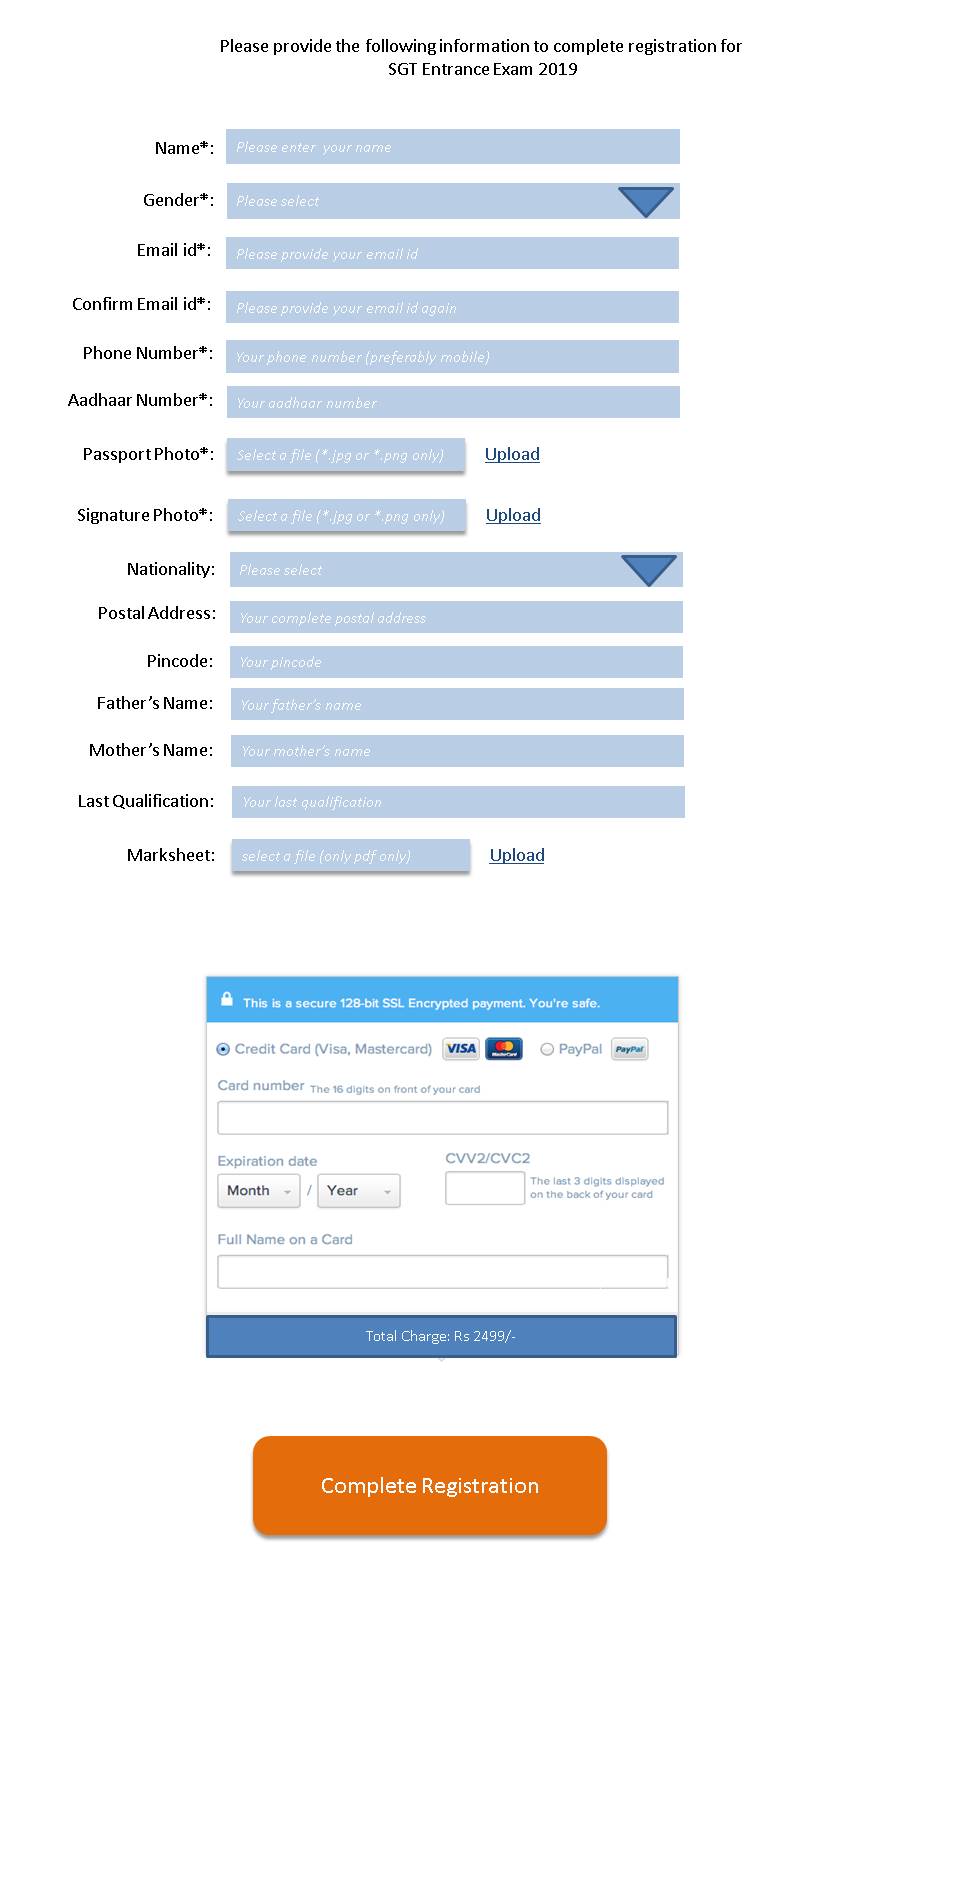 Please provide the following information to complete registration for
SGT Entrance Exam 2019
Name*: Please enter your name
Gender*: Please select
Email id*: Please provide your email id
Confirm Email id*: Please provide your email id again
Phone Number*: Your phone number (preferably mobile)
Aadhaar Number*: Your aadhaar number
Passport Photo*: Select a file (*.jpg or *.png only) Upload
Signature Photo*: Select a file (*.jpg or *.png only) Upload
Nationality: Please select
Postal Address: Your complete postal address
Pincode: Your pincode
Father's Name: Your father's name
Mother's Name: Your mother's name
Last Qualification: Your last qualification
Marksheet: select a file (only pdf only) Upload
This is a secure 128-bit SSL Encrypted payment. You're safe.
Credit Card (Visa, Mastercard) VISA MasterCard PayPal PayPal
Card number The 16 digits on front of your card
Expiration date CVV2/CVC2
Month / Year The last 3 digits displayed
on the back of your card
Full Name on a Card
Total Charge: Rs 2499/-
Complete Registration